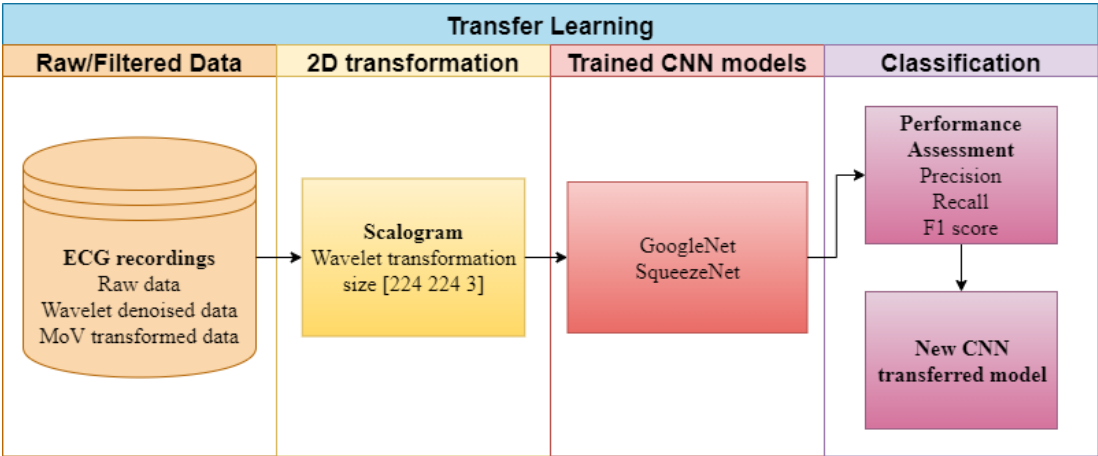 Transfer Learning
Raw/Filtered Data
2D transformation
Trained CNN models
Classification
ECG recordings
Raw data
Wavelet denoised data
MoV transformed data
Scalogram
Wavelet transformation
size [224 224 3]
GoogleNet
SqueezeNet
Performance
Assessment
Precision
Recall
F1 score
New CNN
transferred model